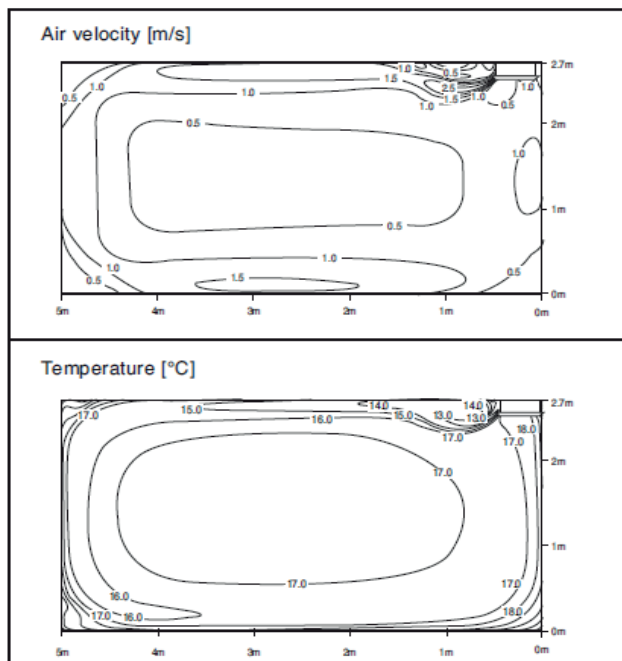 Air velocity [m/s]
1.0 0.5 2.7m
0.5 1.0 1.5 2.5 1.0
1.0 1.5 0.5
1.0
0.5 0.5 2m
1.0
1m
0.5 0.5
1.0 1.0
0.5 1.5 0.5
0m
5m 4m 3m 2m 1m 0m
Temperature [°C]
17.0 15.0 14.0 14.0 2.7m
15.0 13.0
16.0 13.0 18.0
17.0 17.0
17.0 2m
1m
17.0 17.0
16.0
17.0 16.0 18.0
0m
5m 4m 3m 2m 1m 0m